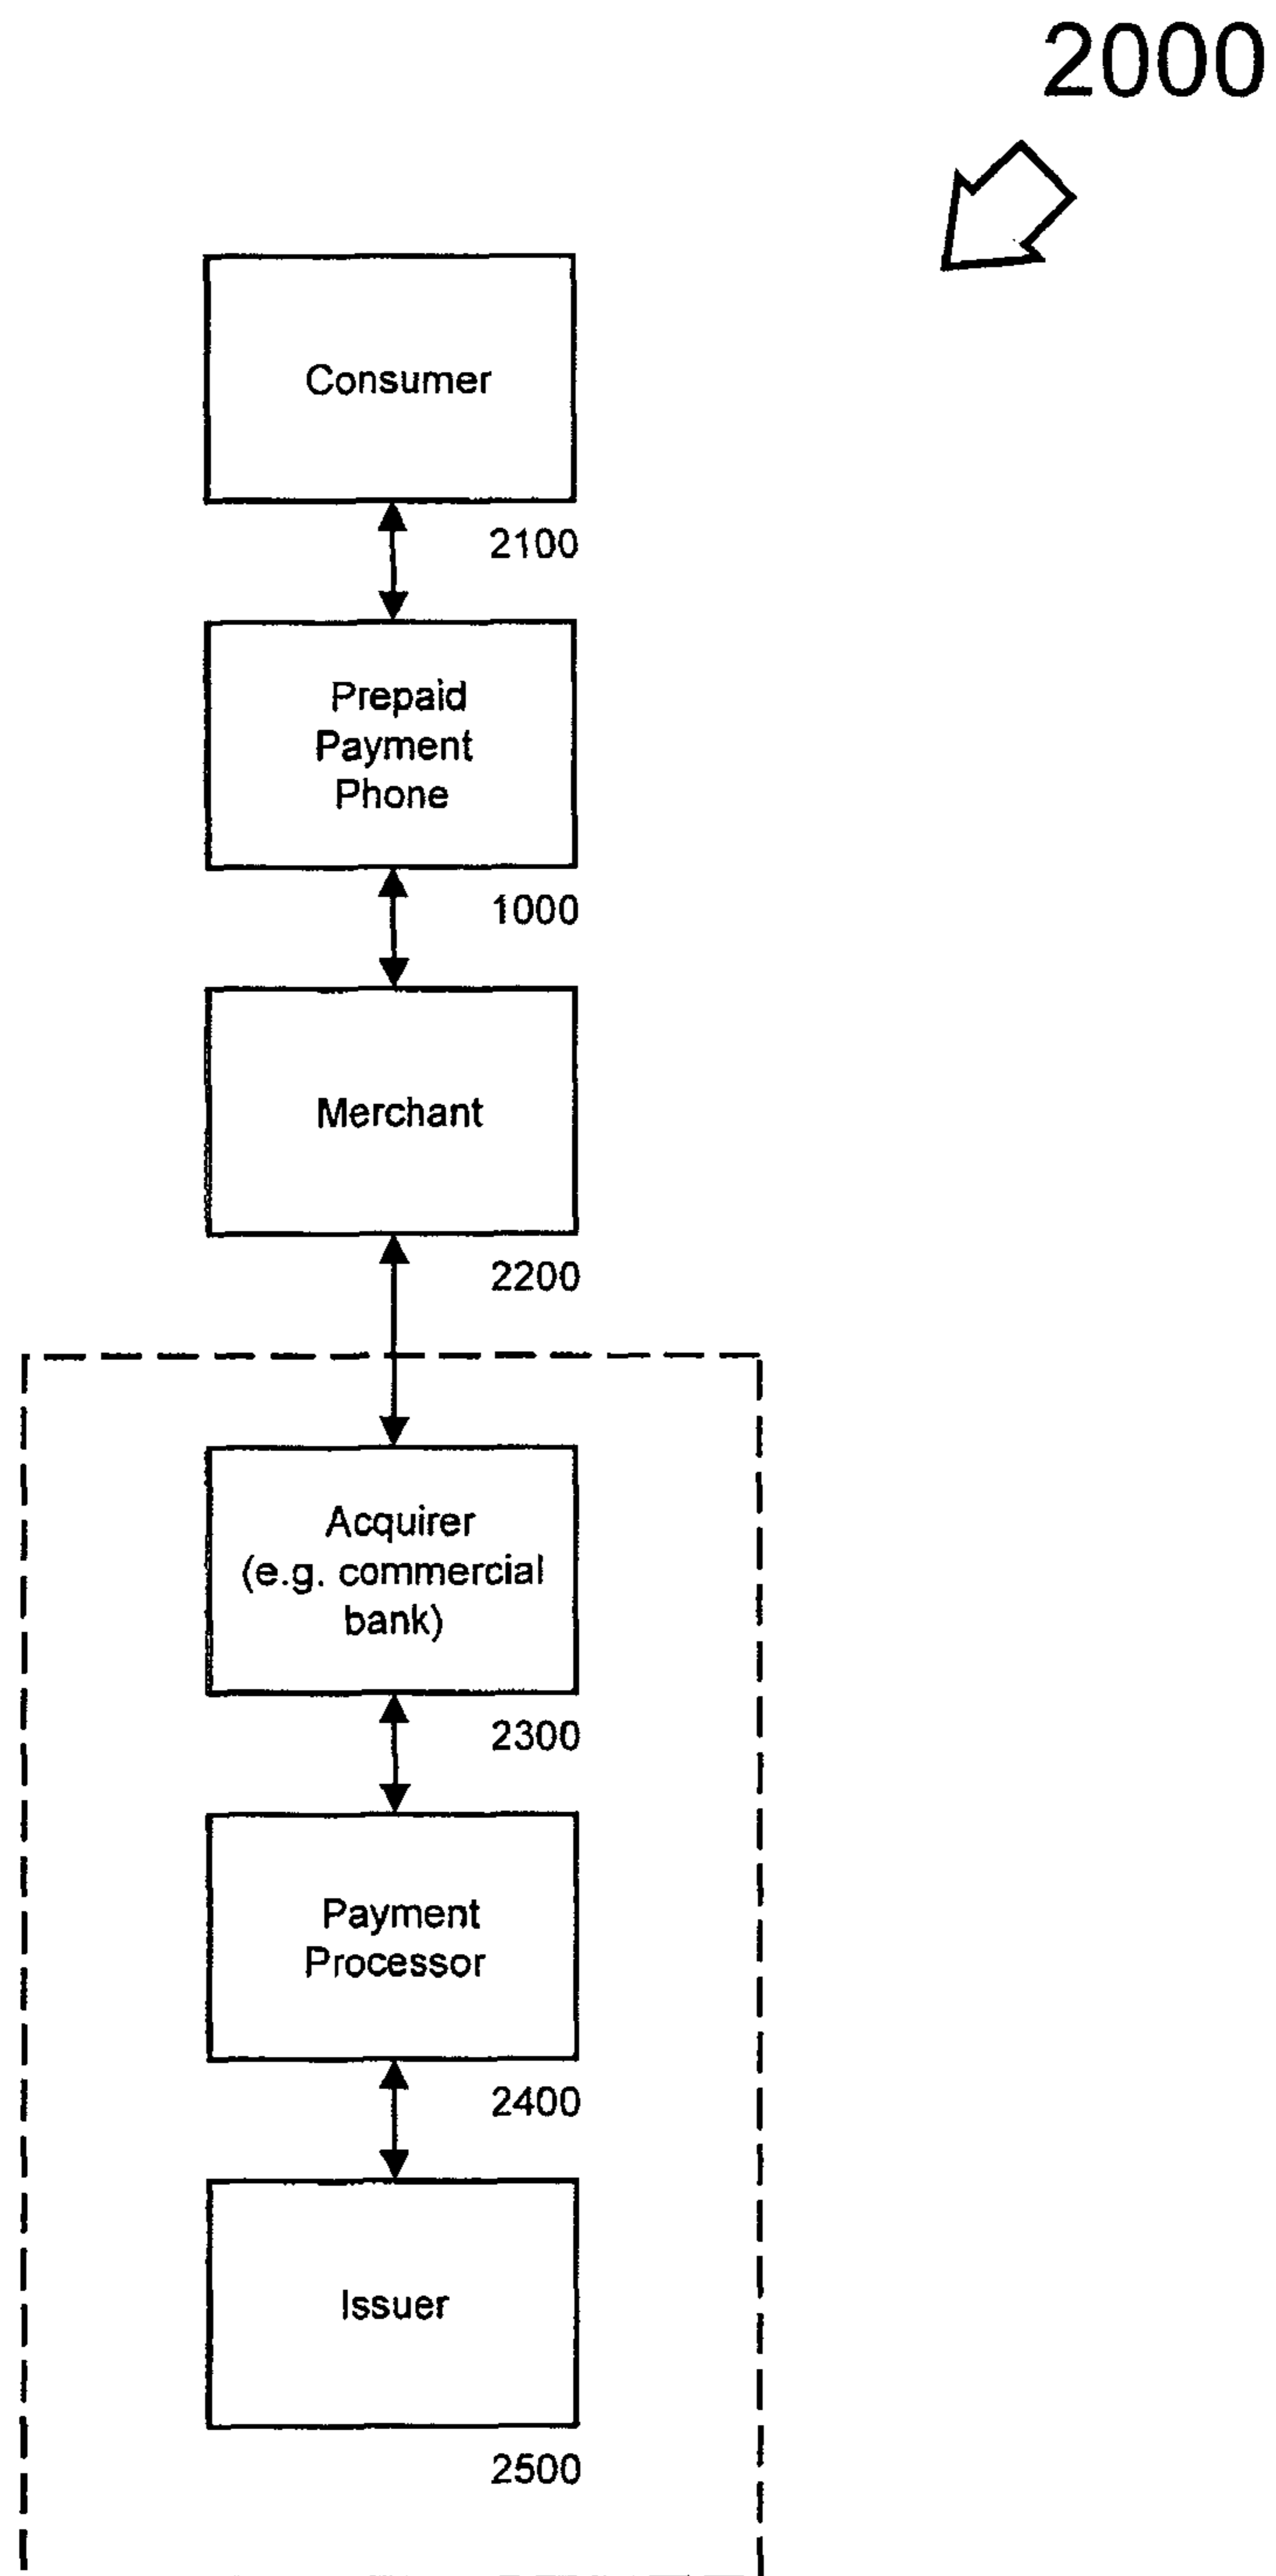 2000
Consumer
2100
Prepaid
Payment
Phone
1000
Merchant
2200
Acquirer
(e.g. commercial
bank)
2300
Payment
Processor
2400
Issuer
2500